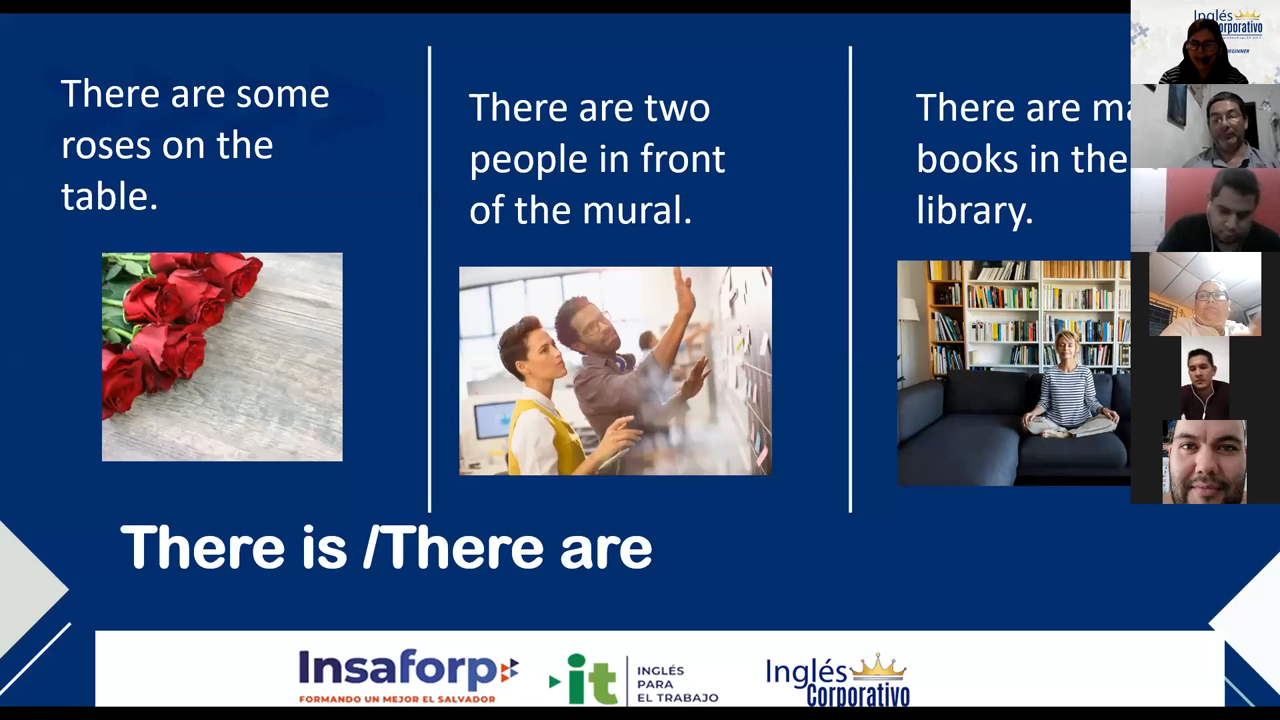 There are some
roses on the
table.
There are two
people in front
of the mural.
There are
books in the
library.
There is /There are
Insaforp
FORMANDO UN MEJOR EL SALVADOR
it
INGLÉS
PARA
EL TRABAJO
Inglés
Corporativo
Inglés